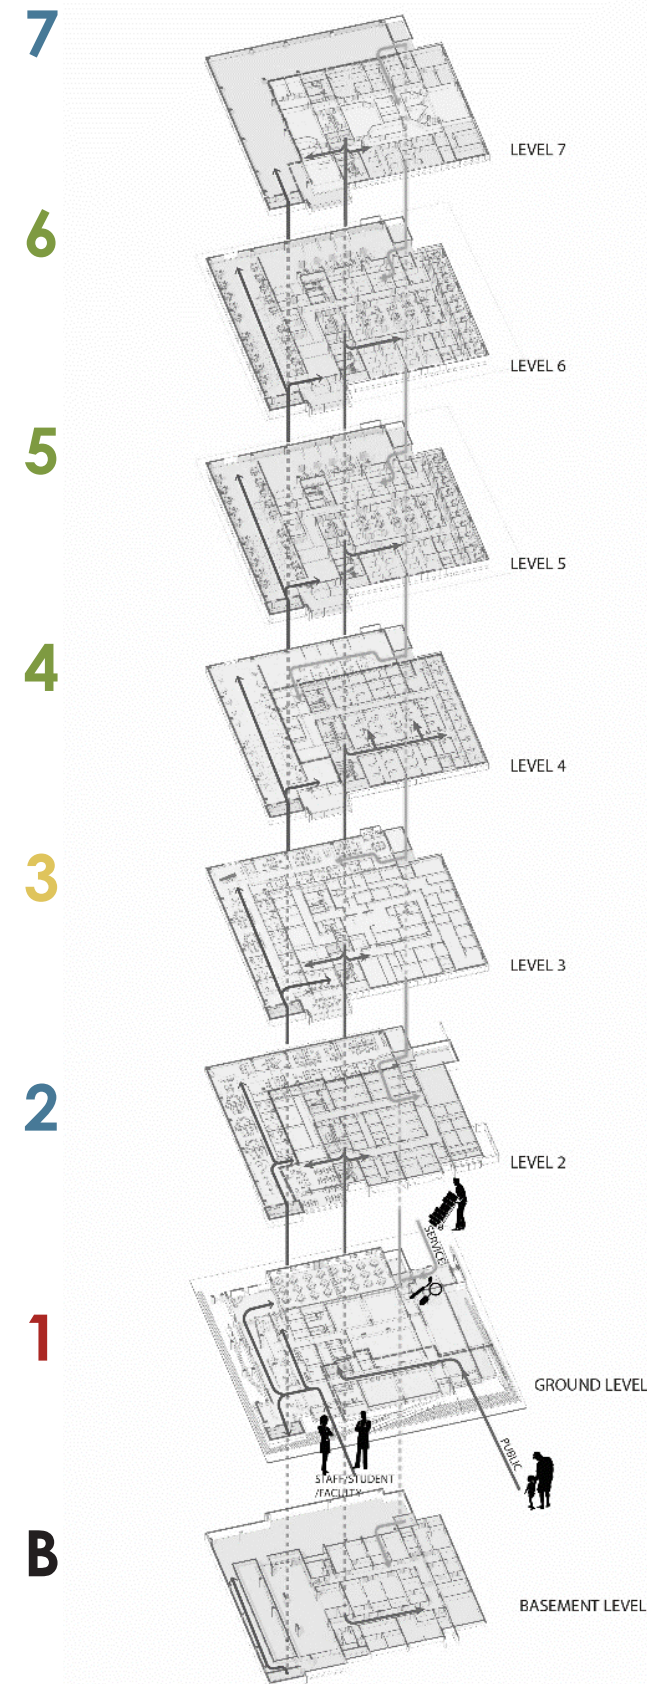 7
LEVEL 7
6
LEVEL 6
5
LEVEL 5
4
LEVEL 4
3
LEVEL 3
2
LEVEL 2
SERVICE
1
GROUND LEVEL
PUBLIC
STAFF/STUDENT
/FACULTY
B
BASEMENT LEVEL